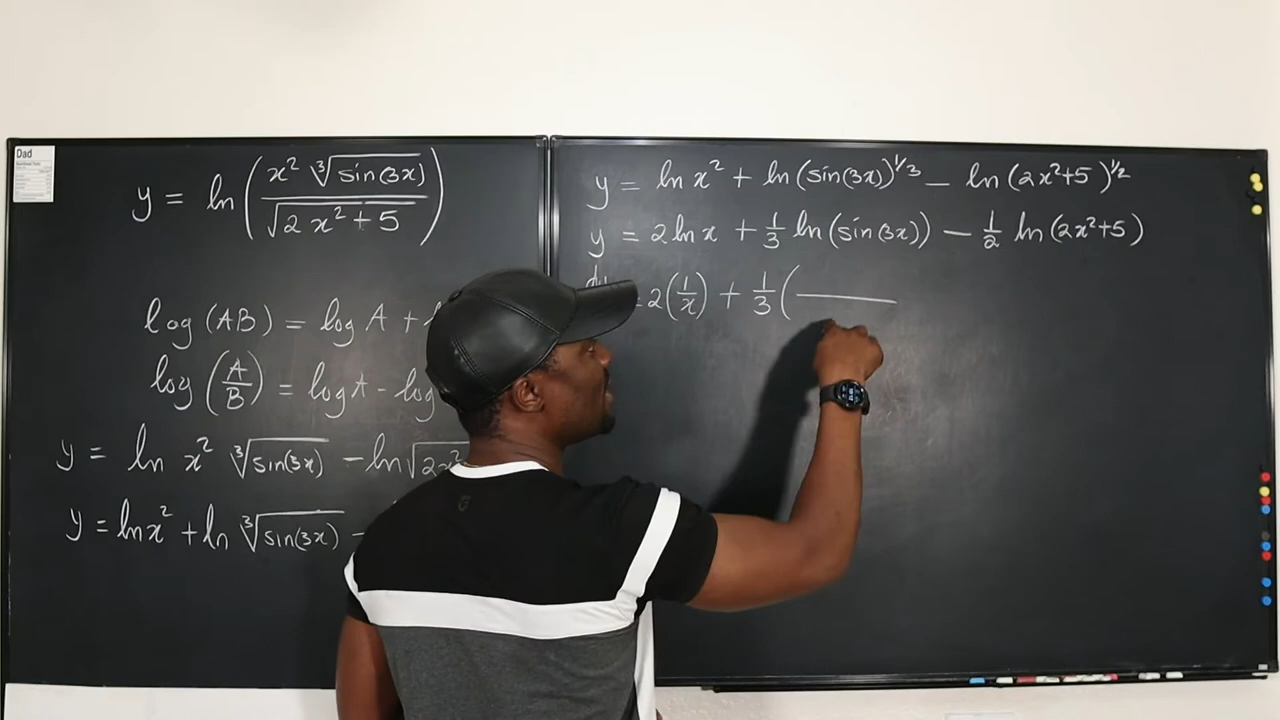 Dad
y = ln(x² ∛sin(3x) / √2x²+5)
log(AB) = log A +
log(A/B) = log A - log
y = ln x² ∛sin(3x) - ln√2x²
y = ln x² + ln ∛sin(3x) -
y = ln x² + ln(sin(3x))^1/3 - ln(2x²+5)^1/2
y = 2 ln x + 1/3 ln(sin(3x)) - 1/2 ln(2x²+5)
dy = 2(1/x) + 1/3(